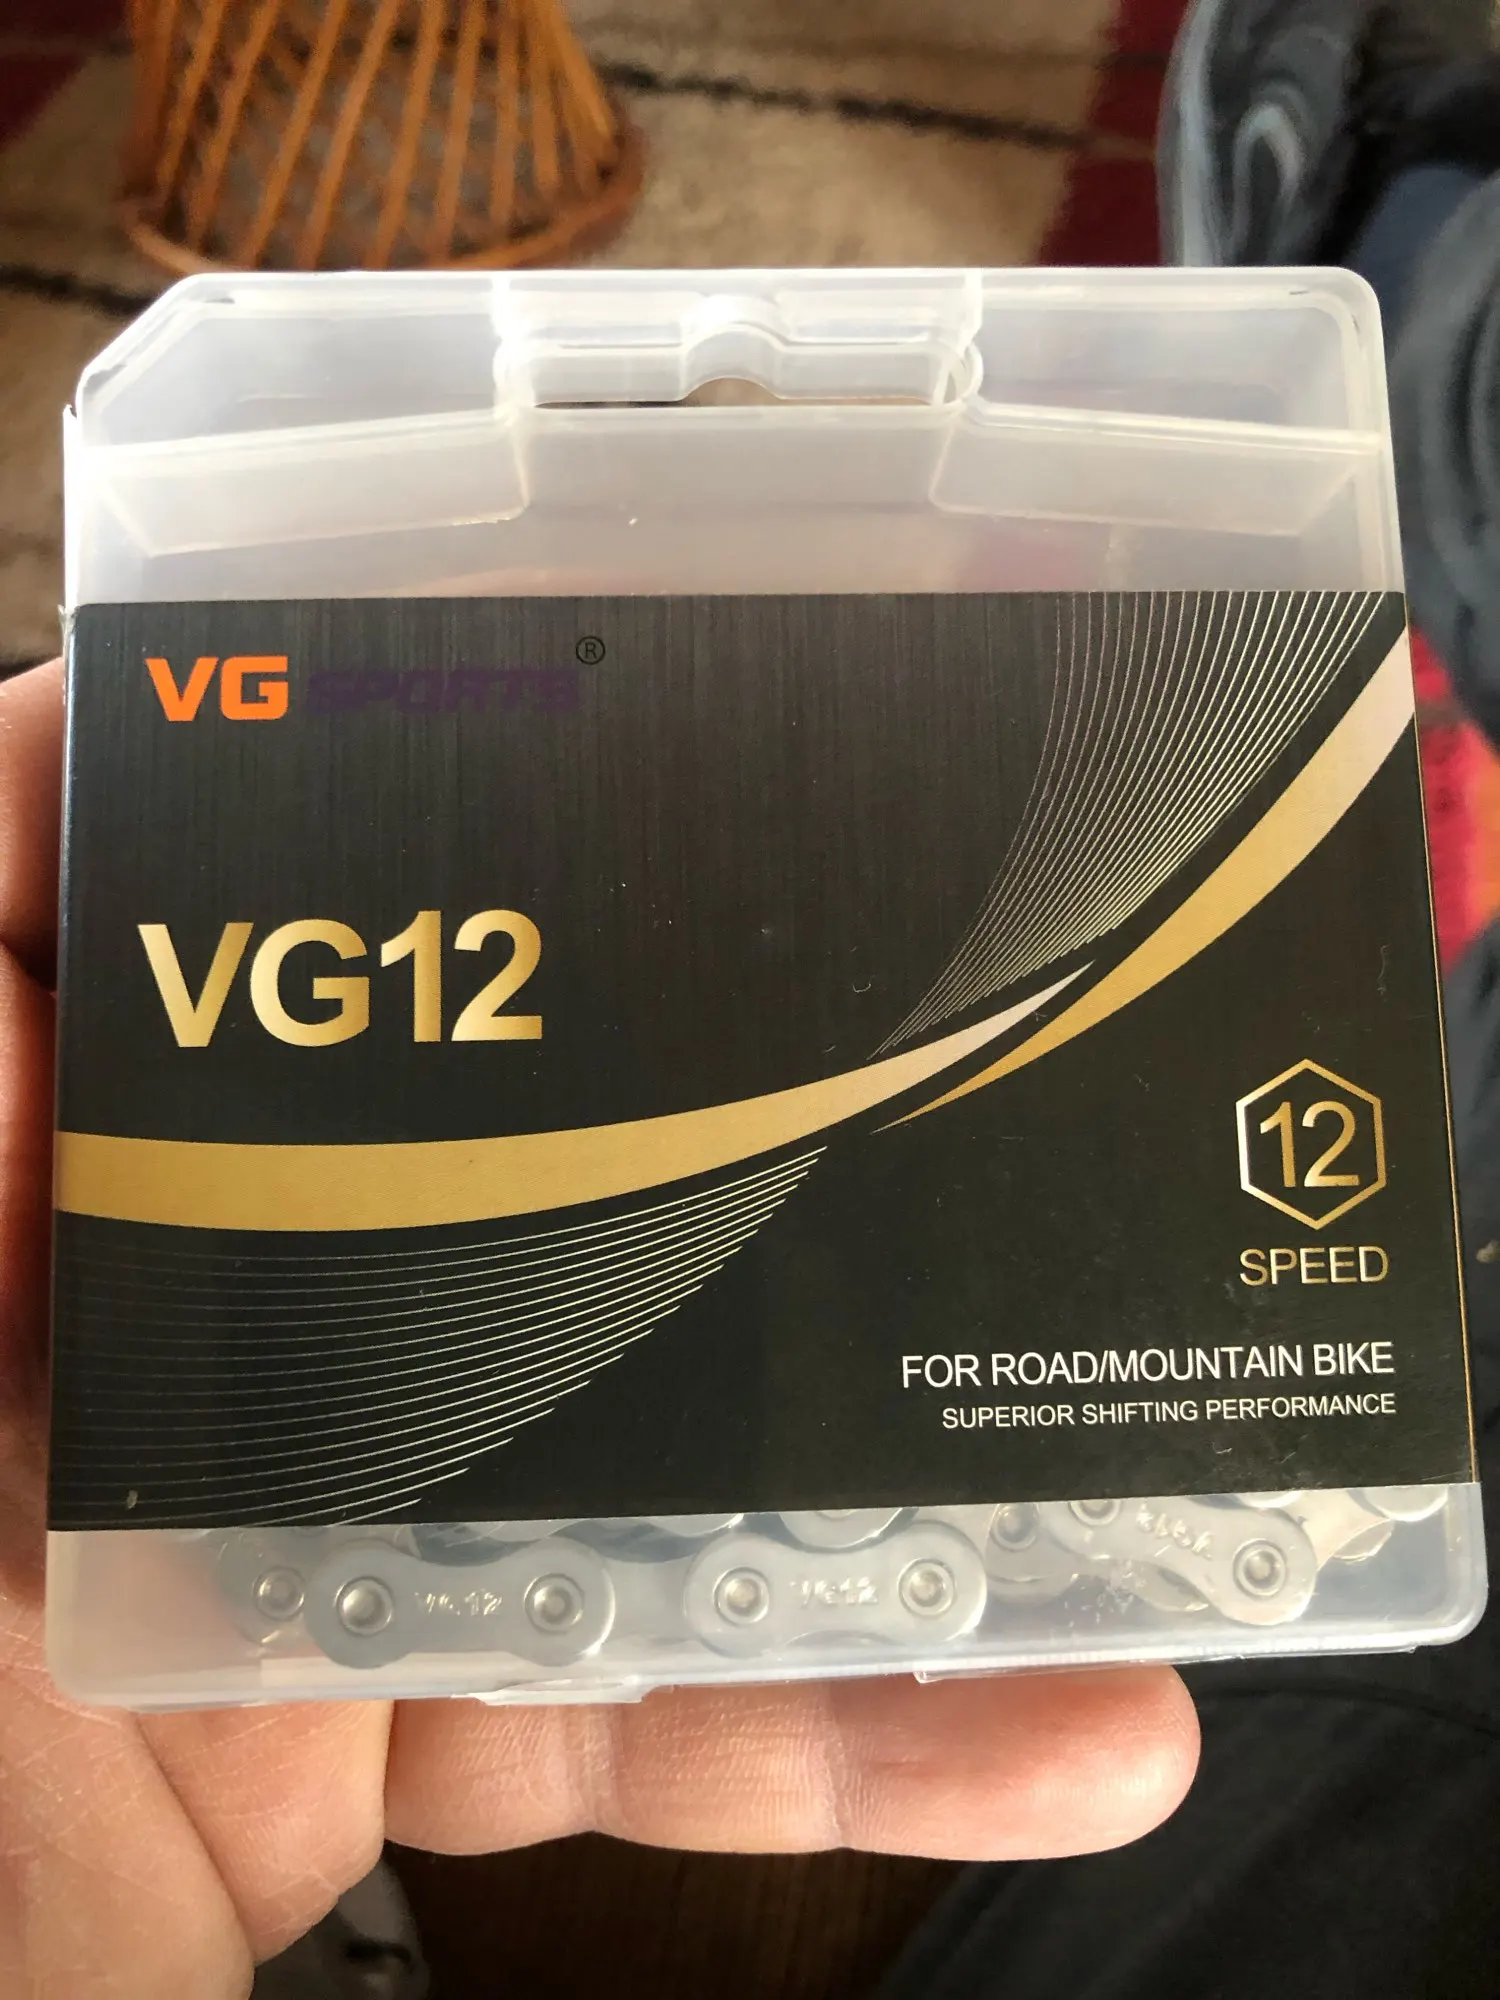 VG SPORTS®
VG12
12
SPEED
FOR ROAD/MOUNTAIN BIKE
SUPERIOR SHIFTING PERFORMANCE
VG12
VG12